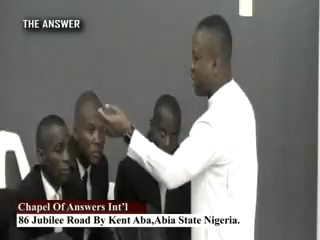 THE ANSWER
Chapel Of Answers Int'l
86 Jubilee Road By Kent Aba,Abia State Nigeria.